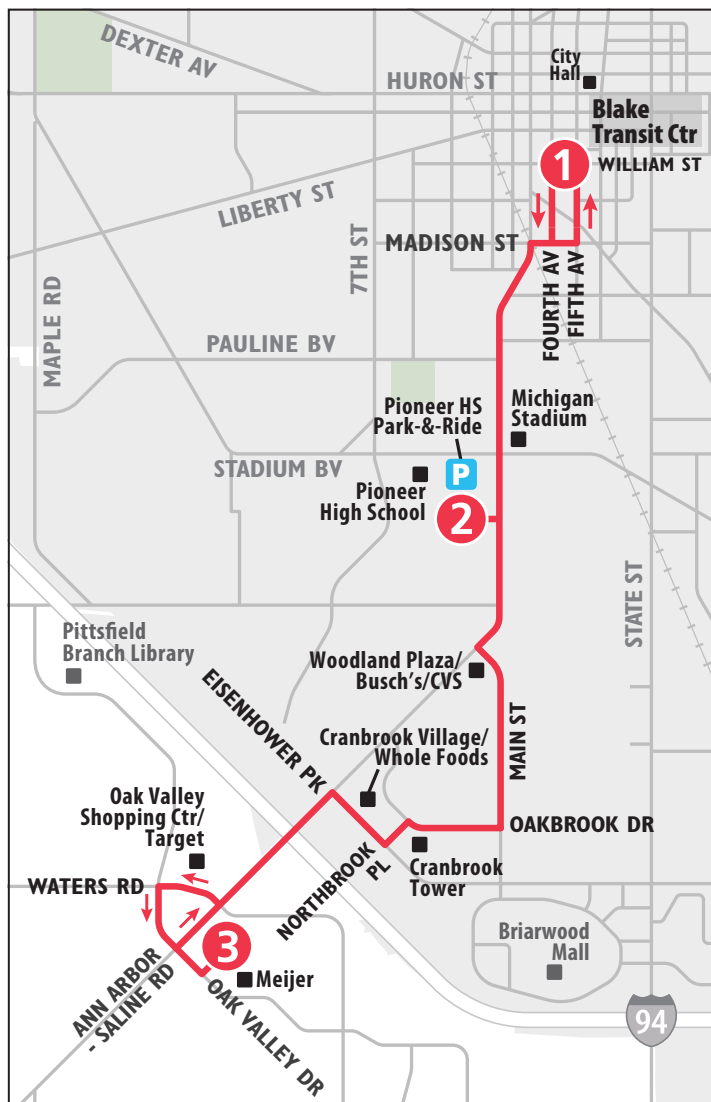 DEXTER AV
City
Hall
HURON ST
Blake
Transit Ctr
1
WILLIAM ST
LIBERTY ST
MADISON ST
7TH ST
FOURTH AV
FIFTH AV
MAPLE RD
PAULINE BV
Pioneer HS
Park-&-Ride
Michigan
Stadium
P
STADIUM BV
Pioneer
High School
2
STATE ST
Pittsfield
Branch Library
Woodland Plaza/
Busch's/CVS
EISENHOWER PK
MAIN ST
Cranbrook Village/
Whole Foods
Oak Valley
Shopping Ctr/
Target
OAKBROOK DR
NORTHBROOK
PL
Cranbrook
Tower
WATERS RD
Briarwood
Mall
3
ANN ARBOR
- SALINE RD
Meijer
OAK VALLEY DR
94